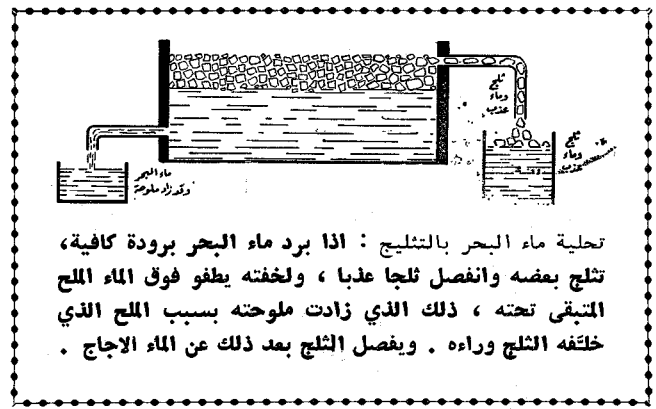 ثلج
وماء
عذب
ثلج
وماء
عذب
ماء البحر
وقد زاد ملوحة
تحلية ماء البحر بالتثليج : اذا برد ماء البحر برودة كافية،
تثلج بعضه وانفصل ثلجا عذبا ، ولخفته يطفو فوق الماء الملح
المتبقى تحته ، ذلك الذي زادت ملوحته بسبب الملح الذي
خلّفه الثلج وراءه . ويفصل الثلج بعد ذلك عن الماء الاجاج .